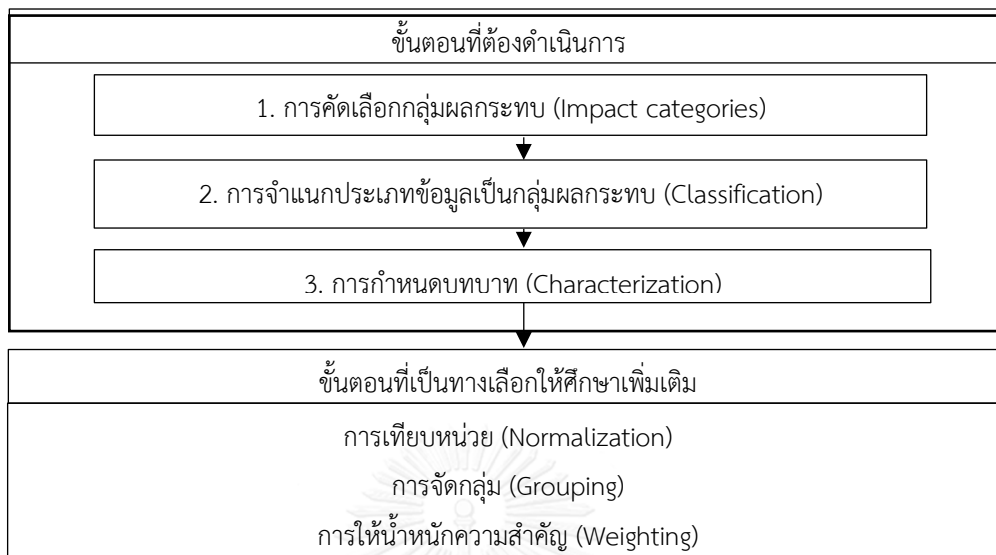 ขั้นตอนที่ต้องดำเนินการ
1. การคัดเลือกกลุ่มผลกระทบ (Impact categories)
2. การจำแนกประเภทข้อมูลเป็นกลุ่มผลกระทบ (Classification)
3. การกำหนดบทบาท (Characterization)
ขั้นตอนที่เป็นทางเลือกให้ศึกษาเพิ่มเติม
การเทียบหน่วย (Normalization)
การจัดกลุ่ม (Grouping)
การให้น้ำหนักความสำคัญ (Weighting)